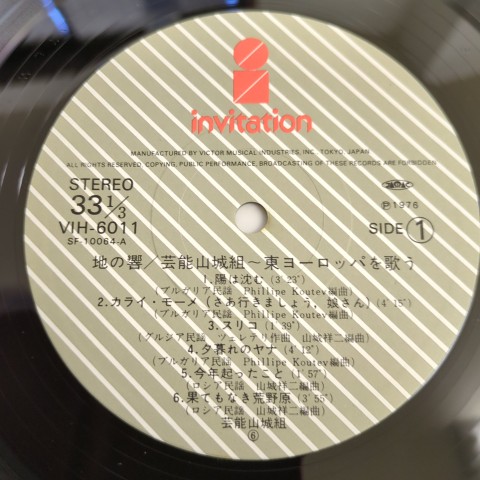 invitation
MANUFACTURED BY VICTOR MUSICAL INDUSTRIES, INC., TOKYO, JAPAN
ALL RIGHTS RESERVED, COPYING, PUBLIC PERFORMANCE, BROADCASTING OF THESE RECORDS ARE FORBIDDEN
STEREO
33 1/3
VIH-6011
SF-10064-A
Ⓟ1976
SIDE 1
地の響/芸能山城組〜東ヨーロッパを歌う
1.陽は沈む(3′23″)
(ブルガリア民謡 Phillipe Koutev編曲)
2.カライ・モーメ(さあ行きましょう,娘さん)(4′15″)
(ブルガリア民謡 Phillipe Koutev編曲)
3.スリコ(1′39″)
(グルジア民謡 ツェレテリ作曲 山城祥二編曲)
4.夕暮れのヤナ(4′12″)
(ブルガリア民謡 Phillipe Koutev編曲)
5.今年起ったこと(1′57″)
(ロシア民謡 山城祥二編曲)
6.果てもなき荒野原(3′55″)
(ロシア民謡 山城祥二編曲)
芸能山城組
⑥